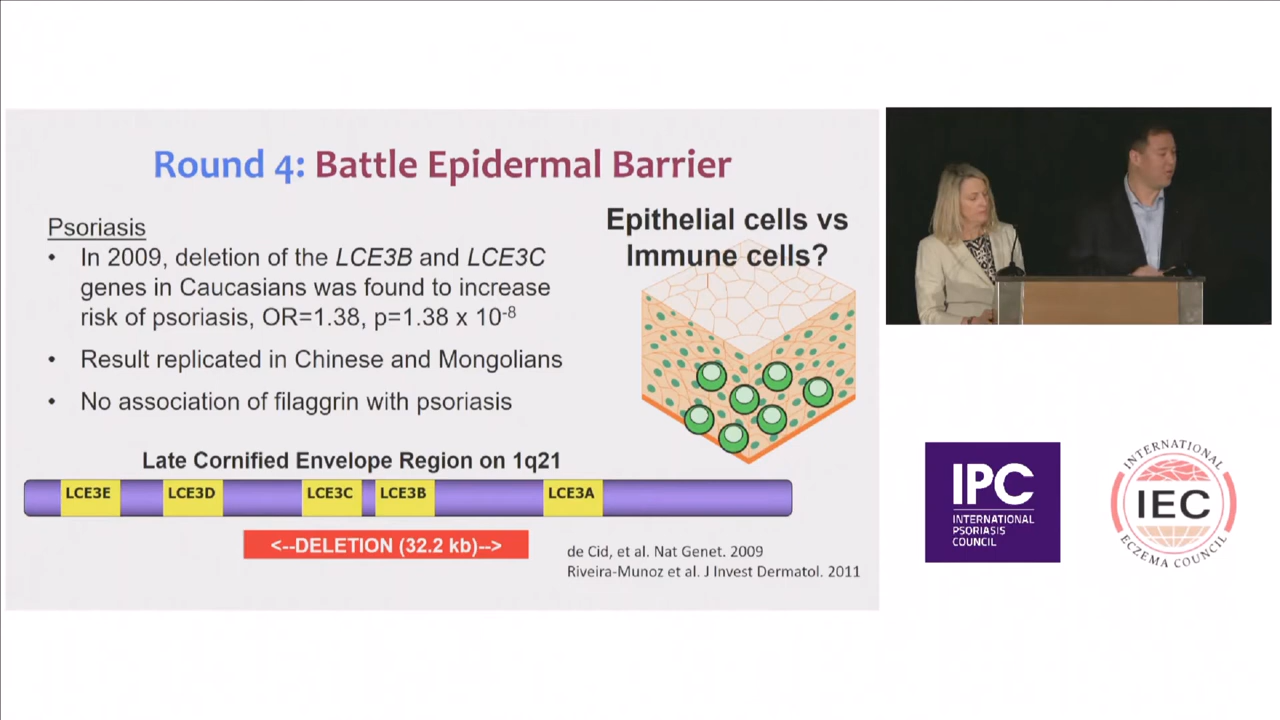 Round 4: Battle Epidermal Barrier
Psoriasis
• In 2009, deletion of the LCE3B and LCE3C
genes in Caucasians was found to increase
risk of psoriasis, OR=1.38, p=1.38 x 10-8
• Result replicated in Chinese and Mongolians
• No association of filaggrin with psoriasis
Epithelial cells vs
Immune cells?
Late Cornified Envelope Region on 1q21
LCE3E LCE3D LCE3C LCE3B LCE3A
<--DELETION (32.2 kb)-->
de Cid, et al. Nat Genet. 2009
Riveira-Munoz et al. J Invest Dermatol. 2011
IPC
INTERNATIONAL
PSORIASIS
COUNCIL
INTERNATIONAL
IEC
ECZEMA COUNCIL